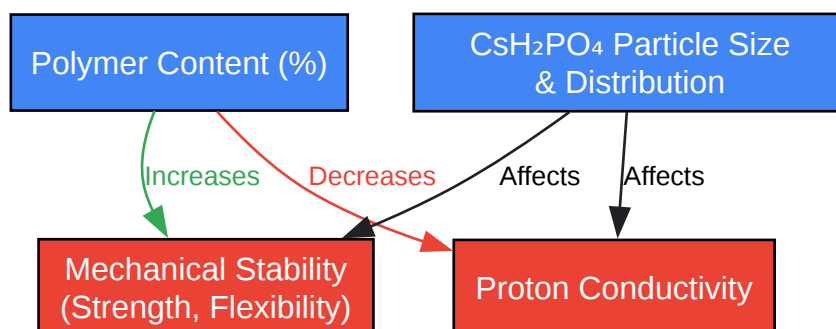 Polymer Content (%)
CsH₂PO₄ Particle Size
& Distribution
Increases
Decreases
Affects
Affects
Mechanical Stability
(Strength, Flexibility)
Proton Conductivity